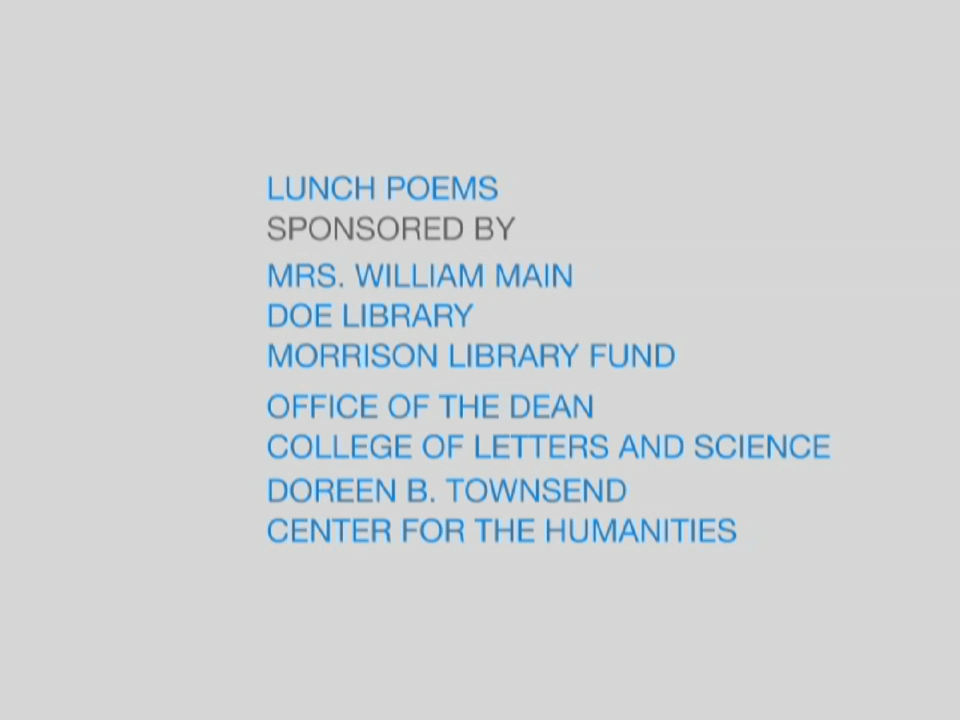 LUNCH POEMS
SPONSORED BY
MRS. WILLIAM MAIN
DOE LIBRARY
MORRISON LIBRARY FUND
OFFICE OF THE DEAN
COLLEGE OF LETTERS AND SCIENCE
DOREEN B. TOWNSEND
CENTER FOR THE HUMANITIES